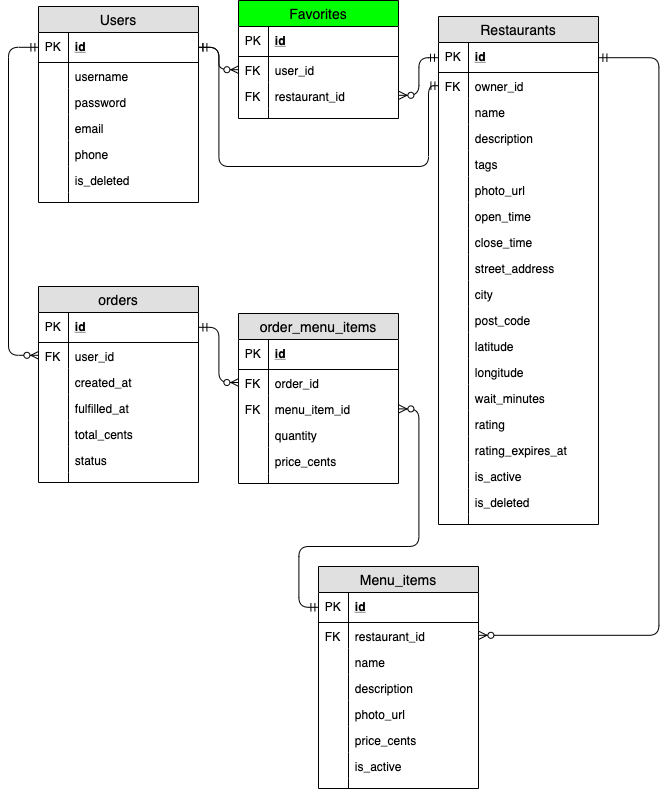 Users
PK id
username
password
email
phone
is_deleted
Favorites
PK id
FK user_id
FK restaurant_id
Restaurants
PK id
FK owner_id
name
description
tags
photo_url
open_time
close_time
street_address
city
post_code
latitude
longitude
wait_minutes
rating
rating_expires_at
is_active
is_deleted
orders
PK id
FK user_id
created_at
fulfilled_at
total_cents
status
order_menu_items
PK id
FK order_id
FK menu_item_id
quantity
price_cents
Menu_items
PK id
FK restaurant_id
name
description
photo_url
price_cents
is_active